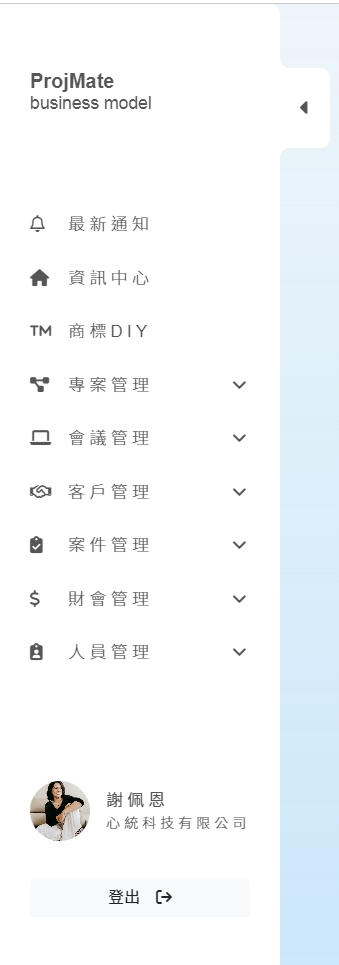 ProjMate
business model
最新通知
資訊中心
TM 商標DIY
專案管理
會議管理
客戶管理
案件管理
$ 財會管理
人員管理
謝佩恩
心統科技有限公司
登出